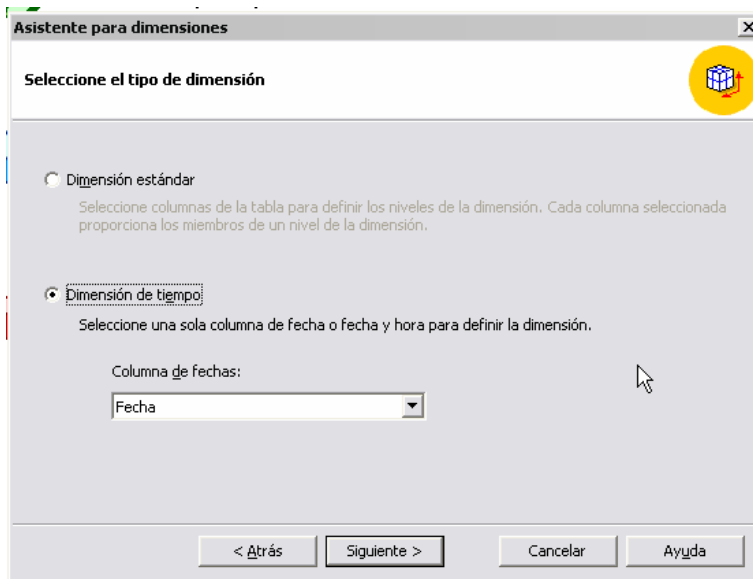 Asistente para dimensiones
Seleccione el tipo de dimensión
Dimensión estándar
Seleccione columnas de la tabla para definir los niveles de la dimensión. Cada columna seleccionada
proporciona los miembros de un nivel de la dimensión.
Dimensión de tiempo
Seleccione una sola columna de fecha o fecha y hora para definir la dimensión.
Columna de fechas:
Fecha
< Atrás
Siguiente >
Cancelar
Ayuda